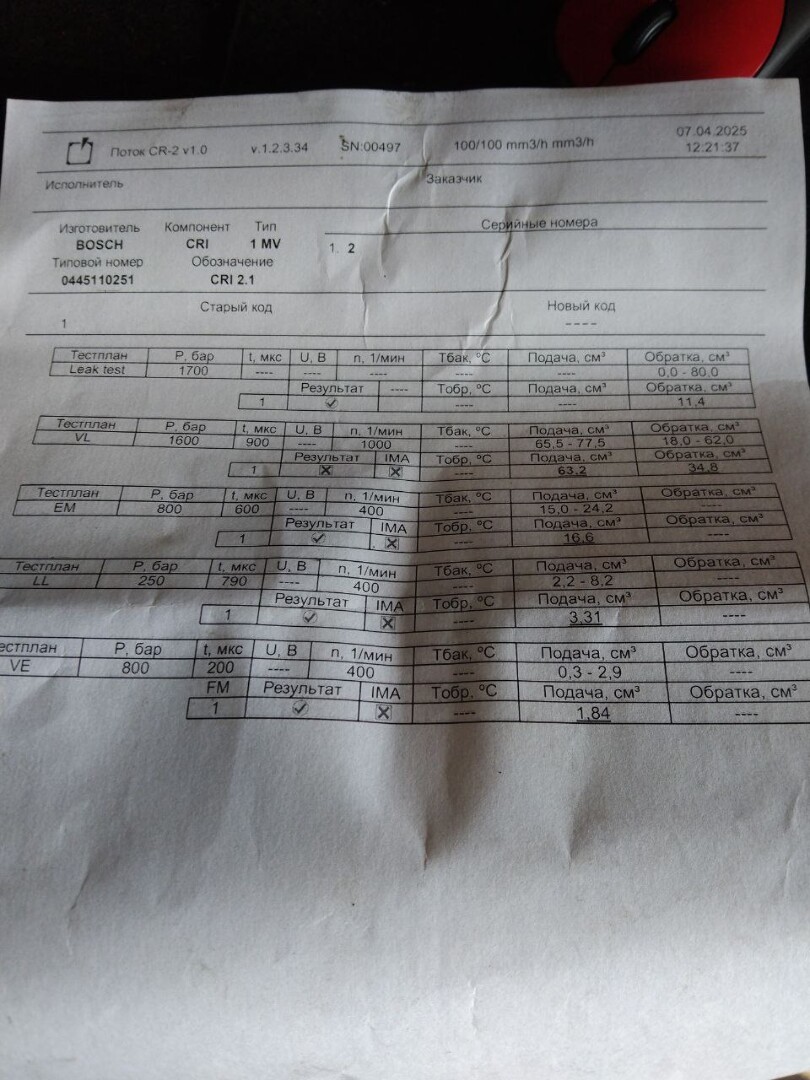 Поток CR-2 v1.0 v.1.2.3.34 SN:00497 100/100 mm3/h mm3/h 07.04.2025 12:21:37
Исполнитель Заказчик
Изготовитель Компонент Тип Серийные номера
BOSCH CRI 1 MV 1. 2
Типовой номер Обозначение
0445110251 CRI 2.1
Старый код Новый код
1 ----
Тестплан P, бар t, мкс U, В n, 1/мин Тбак, °C Подача, см³ Обратка, см³
Leak test 1700 ---- ---- ---- ---- ---- 0,0 - 80,0
Результат ---- Тобр, °C Подача, см³ Обратка, см³
1 ---- ---- 11,4
Тестплан P, бар t, мкс U, В n, 1/мин Тбак, °C Подача, см³ Обратка, см³
VL 1600 900 ---- 1000 ---- 65,5 - 77,5 18,0 - 62,0
Результат IMA Тобр, °C Подача, см³ Обратка, см³
1 ---- 63,2 34,8
Тестплан P, бар t, мкс U, В n, 1/мин Тбак, °C Подача, см³ Обратка, см³
EM 800 600 ---- 400 ---- 15,0 - 24,2 ----
Результат IMA Тобр, °C Подача, см³ Обратка, см³
1 ---- 16,6 ----
Тестплан P, бар t, мкс U, В n, 1/мин Тбак, °C Подача, см³ Обратка, см³
LL 250 790 ---- 400 ---- 2,2 - 8,2 ----
Результат IMA Тобр, °C Подача, см³ Обратка, см³
1 ---- 3,31 ----
естплан P, бар t, мкс U, В n, 1/мин Тбак, °C Подача, см³ Обратка, см³
VE 800 200 ---- 400 ---- 0,3 - 2,9 ----
FM Результат IMA Тобр, °C Подача, см³ Обратка, см³
1 ---- 1,84 ----